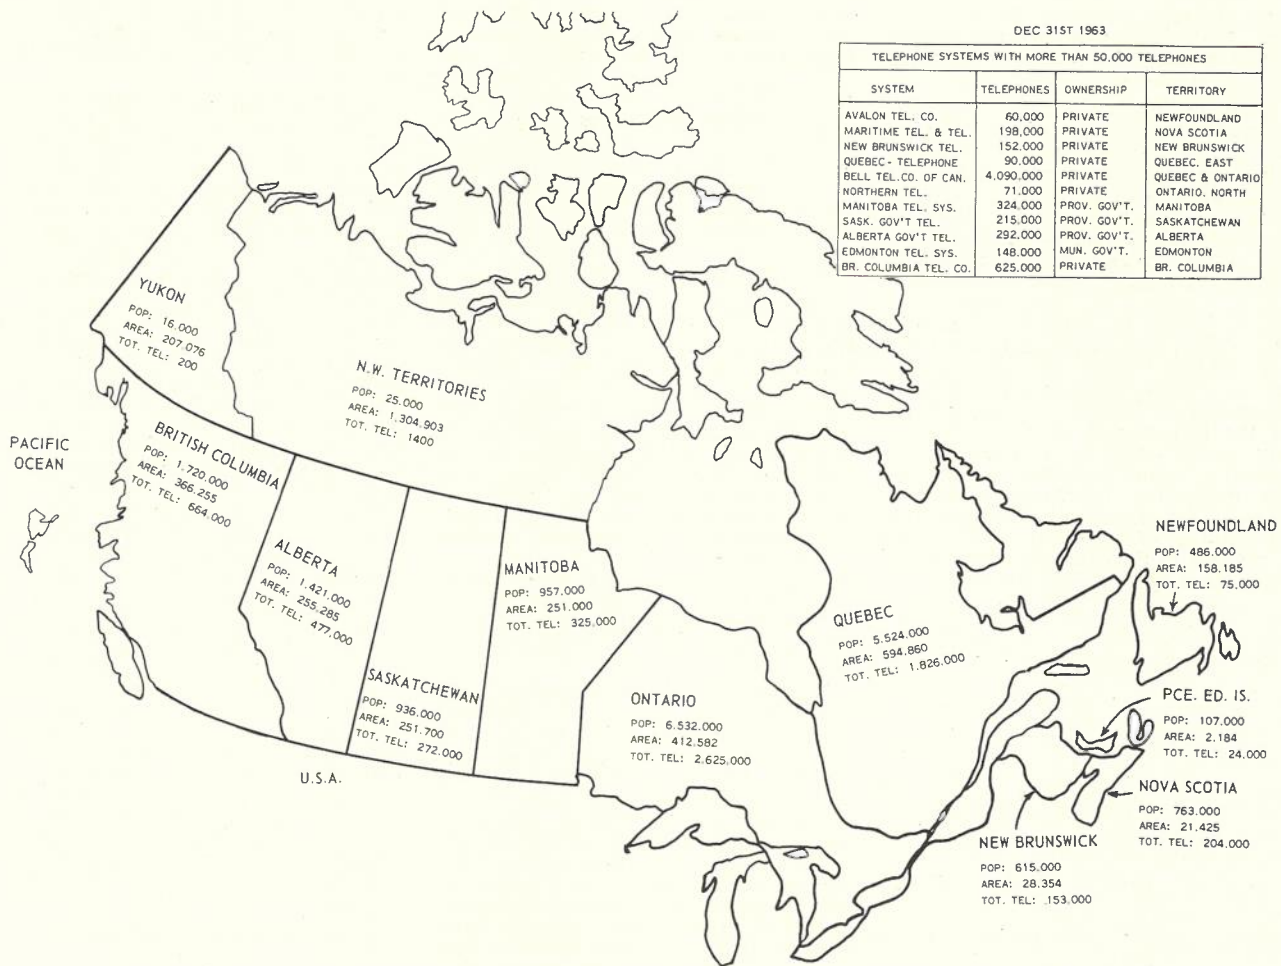 DEC 31ST 1963
TELEPHONE SYSTEMS WITH MORE THAN 50,000 TELEPHONES
SYSTEM TELEPHONES OWNERSHIP TERRITORY
AVALON TEL. CO. 60,000 PRIVATE NEWFOUNDLAND
MARITIME TEL. & TEL. 198,000 PRIVATE NOVA SCOTIA
NEW BRUNSWICK TEL. 152,000 PRIVATE NEW BRUNSWICK
QUEBEC - TELEPHONE 90,000 PRIVATE QUEBEC, EAST
BELL TEL.CO. OF CAN. 4,090,000 PRIVATE QUEBEC & ONTARIO
NORTHERN TEL. 71,000 PRIVATE ONTARIO, NORTH
MANITOBA TEL. SYS. 324,000 PROV. GOV'T. MANITOBA
SASK. GOV'T TEL. 215,000 PROV. GOV'T. SASKATCHEWAN
ALBERTA GOV'T TEL. 292,000 PROV. GOV'T. ALBERTA
EDMONTON TEL. SYS. 148,000 MUN. GOV'T. EDMONTON
BR. COLUMBIA TEL. CO. 625,000 PRIVATE BR. COLUMBIA
YUKON
POP: 16,000
AREA: 207,076
TOT. TEL: 200
N.W. TERRITORIES
POP: 25,000
AREA: 1,304,903
TOT. TEL: 1400
PACIFIC
OCEAN
BRITISH COLUMBIA
POP: 1,720,000
AREA: 366,255
TOT. TEL: 664,000
ALBERTA
POP: 1,421,000
AREA: 255,285
TOT. TEL: 477,000
SASKATCHEWAN
POP: 936,000
AREA: 251,700
TOT. TEL: 272,000
MANITOBA
POP: 957,000
AREA: 251,000
TOT. TEL: 325,000
ONTARIO
POP: 6,532,000
AREA: 412,582
TOT. TEL: 2,625,000
QUEBEC
POP: 5,524,000
AREA: 594,860
TOT. TEL: 1,826,000
NEWFOUNDLAND
POP: 486,000
AREA: 158,185
TOT. TEL: 75,000
PCE. ED. IS.
POP: 107,000
AREA: 2,184
TOT. TEL: 24,000
NOVA SCOTIA
POP: 763,000
AREA: 21,425
TOT. TEL: 204,000
NEW BRUNSWICK
POP: 615,000
AREA: 28,354
TOT. TEL: 153,000
U.S.A.